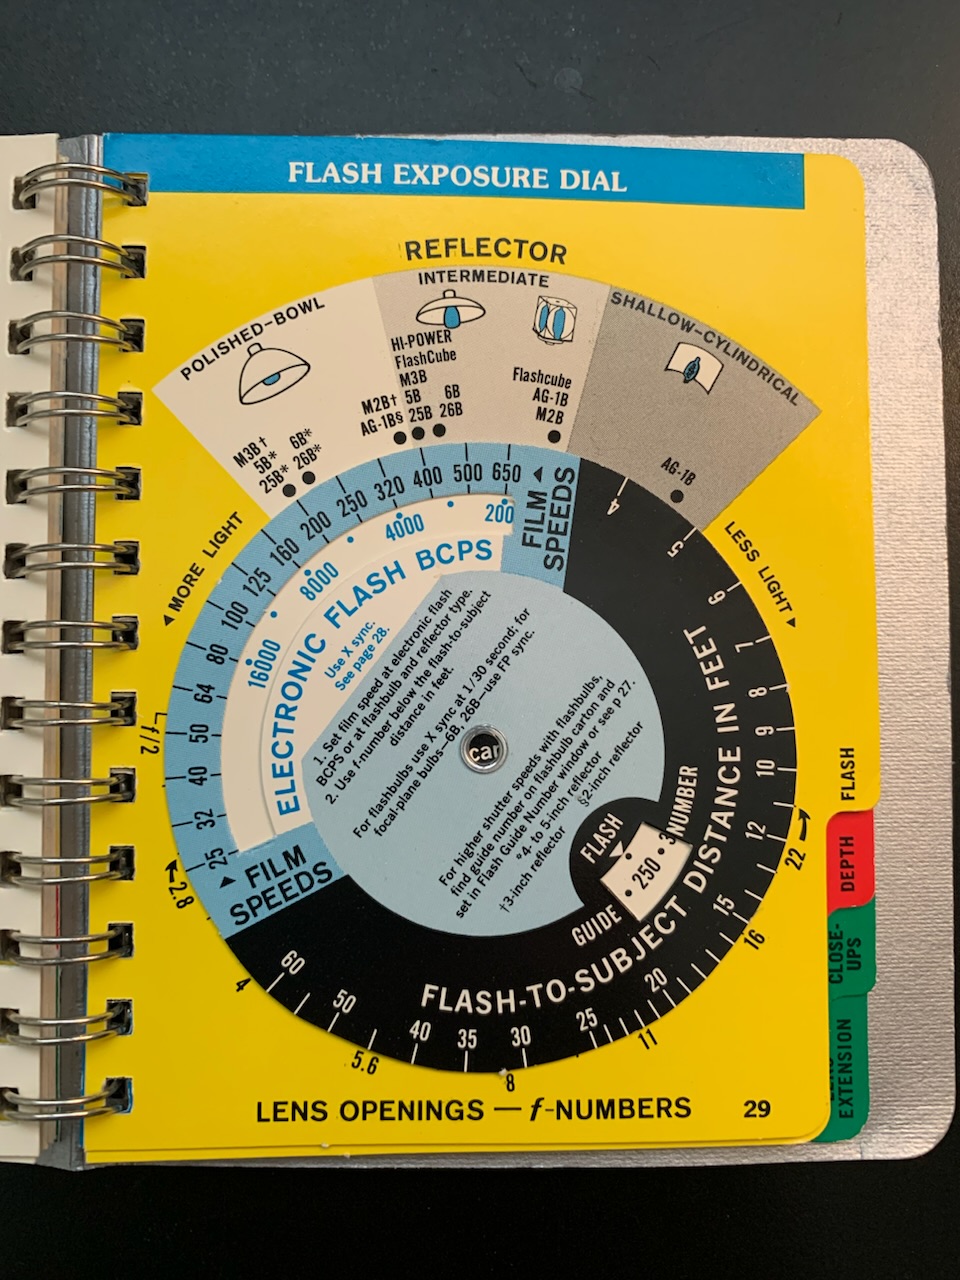 FLASH EXPOSURE DIAL
REFLECTOR
POLISHED-BOWL
INTERMEDIATE
SHALLOW-CYLINDRICAL
M3B†
5B* 6B*
25B* 26B*
HI-POWER
FlashCube
M3B
M2B† 5B 6B
AG-1B§ 25B 26B
Flashcube
AG-1B
M2B
AG-1B
◄MORE LIGHT
LESS LIGHT►
25 32 40 50 64 80 100 125 160 200 250 320 400 500 650
▲ FILM
SPEEDS
16000 8000 4000 200
ELECTRONIC FLASH BCPS
Use X sync.
See page 28.
1. Set film speed at electronic flash
BCPS or at flashbulb and reflector type.
2. Use f-number below the flash-to-subject
distance in feet.
For flashbulbs use X sync at 1/30 second; for
focal-plane bulbs—6B, 26B—use FP sync.
For higher shutter speeds with flashbulbs,
find guide number on flashbulb carton and
set in Flash Guide Number window or see p 27.
*4- to 5-inch reflector
§2-inch reflector
†3-inch reflector
car
▲ FILM
SPEEDS
FLASH
GUIDE NUMBER
• 250 • 3
4 5 6 7 8 9 10 12 15 20 25 30 35 40 50 60
FLASH-TO-SUBJECT DISTANCE IN FEET
f/2 2.8 4 5.6 8 11 16 22
LENS OPENINGS — f-NUMBERS
29
FLASH
DEPTH
CLOSE-
UPS
EXTENSION